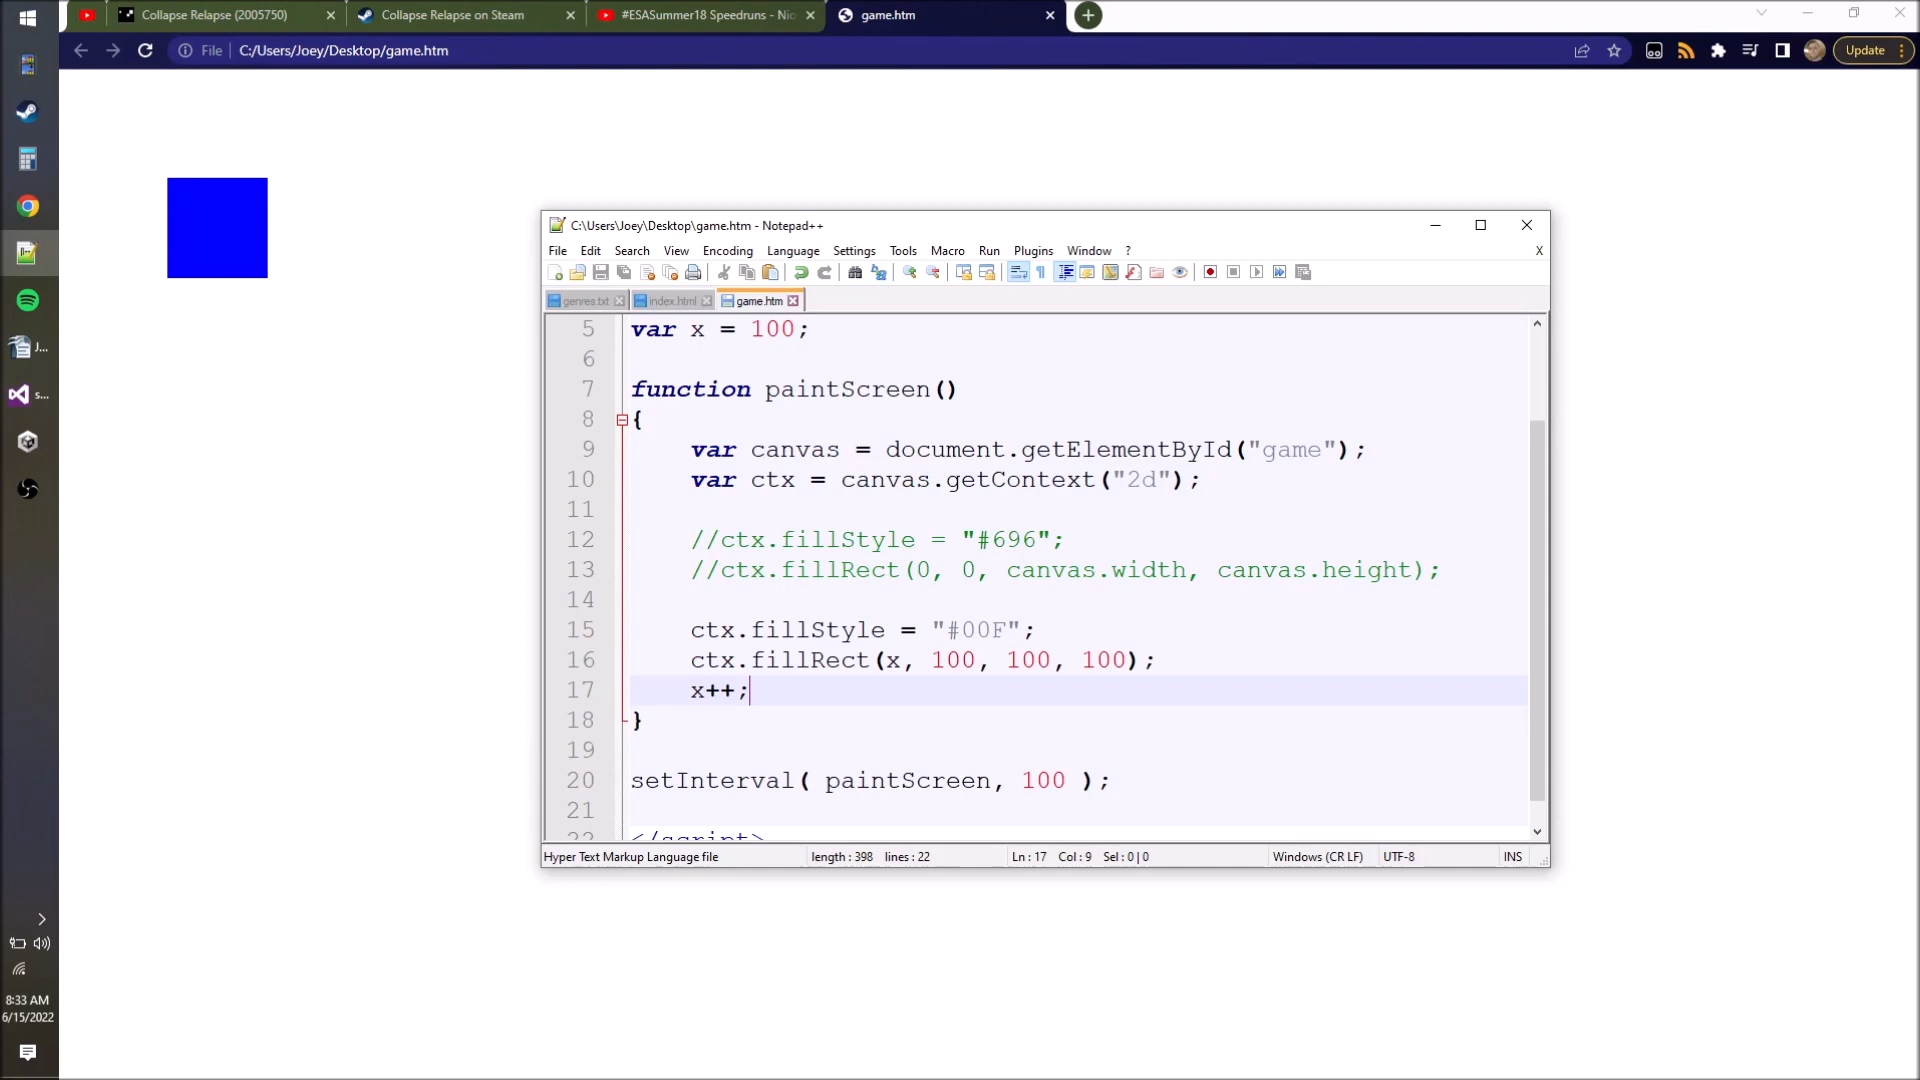 Collapse Relapse (2005750)
Collapse Relapse on Steam
#ESASummer18 Speedruns - Nic
game.htm
File
C:/Users/Joey/Desktop/game.htm
Update
C:\Users\Joey\Desktop\game.htm - Notepad++
File Edit Search View Encoding Language Settings Tools Macro Run Plugins Window ?
X
genres.txt index.html game.htm
5 var x = 100;
6
7 function paintScreen()
8 {
9 var canvas = document.getElementById("game");
10 var ctx = canvas.getContext("2d");
11
12 //ctx.fillStyle = "#696";
13 //ctx.fillRect(0, 0, canvas.width, canvas.height);
14
15 ctx.fillStyle = "#00F";
16 ctx.fillRect(x, 100, 100, 100);
17 x++;
18 }
19
20 setInterval( paintScreen, 100 );
21
22 </script>
Hyper Text Markup Language file length : 398 lines : 22 Ln : 17 Col : 9 Sel : 0 | 0 Windows (CR LF) UTF-8 INS
J...
s...
8:33 AM
6/15/2022